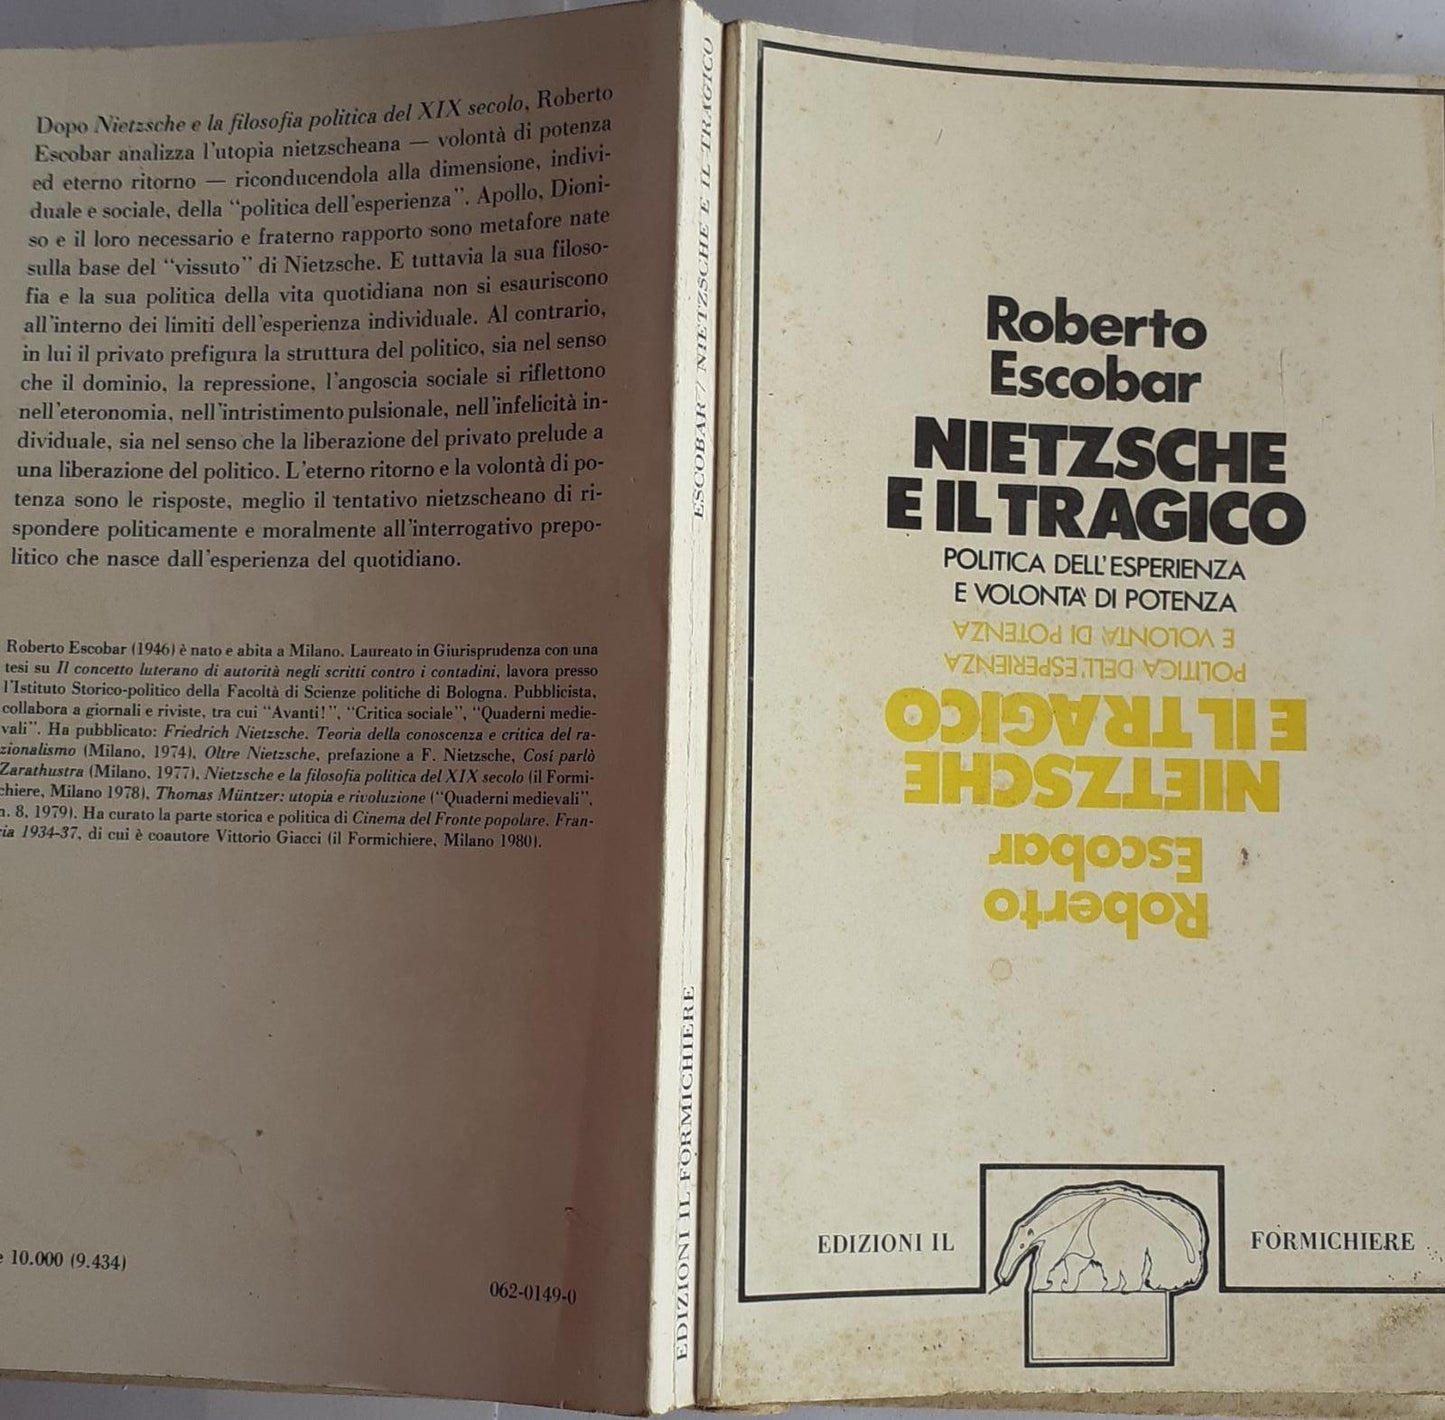 Dopo Nietzsche e la filosofia politica del XIX secolo, Roberto
Escobar analizza l'utopia nietzscheana — volontà di potenza
ed eterno ritorno — riconducendola alla dimensione, indivi-
duale e sociale, della "politica dell'esperienza". Apollo, Dioni-
so e il loro necessario e fraterno rapporto sono metafore nate
sulla base del "vissuto" di Nietzsche. E tuttavia la sua filoso-
fia e la sua politica della vita quotidiana non si esauriscono
all'interno dei limiti dell'esperienza individuale. Al contrario,
in lui il privato prefigura la struttura del politico, sia nel senso
che il dominio, la repressione, l'angoscia sociale si riflettono
nell'eteronomia, nell'intristimento pulsionale, nell'infelicità in-
dividuale, sia nel senso che la liberazione del privato prelude a
una liberazione del politico. L'eterno ritorno e la volontà di po-
tenza sono le risposte, meglio il tentativo nietzscheano di ri-
spondere politicamente e moralmente all'interrogativo prepo-
litico che nasce dall'esperienza del quotidiano.
Roberto Escobar (1946) è nato e abita a Milano. Laureato in Giurisprudenza con una
tesi su Il concetto luterano di autorità negli scritti contro i contadini, lavora presso
l'Istituto Storico-politico della Facoltà di Scienze politiche di Bologna. Pubblicista,
collabora a giornali e riviste, tra cui "Avanti!", "Critica sociale", "Quaderni medie-
vali". Ha pubblicato: Friedrich Nietzsche. Teoria della conoscenza e critica del ra-
zionalismo (Milano, 1974), Oltre Nietzsche, prefazione a F. Nietzsche, Cosí parlò
Zarathustra (Milano, 1977), Nietzsche e la filosofia politica del XIX secolo (il Formi-
chiere, Milano 1978), Thomas Müntzer: utopia e rivoluzione ("Quaderni medievali",
n. 8, 1979). Ha curato la parte storica e politica di Cinema del Fronte popolare. Fran-
cia 1934-37, di cui è coautore Vittorio Giacci (il Formichiere, Milano 1980).
e 10.000 (9.434)
062-0149-0
ESCOBAR / NIETZSCHE E IL TRAGICO
EDIZIONI IL FORMICHIERE
Roberto
Escobar
NIETZSCHE
E IL TRAGICO
POLITICA DELL'ESPERIENZA
E VOLONTA' DI POTENZA
E VOLONTA' DI POTENZA
POLITICA DELL'ESPERIENZA
E IL TRAGICO
NIETZSCHE
Escobar
Roberto
EDIZIONI IL FORMICHIERE